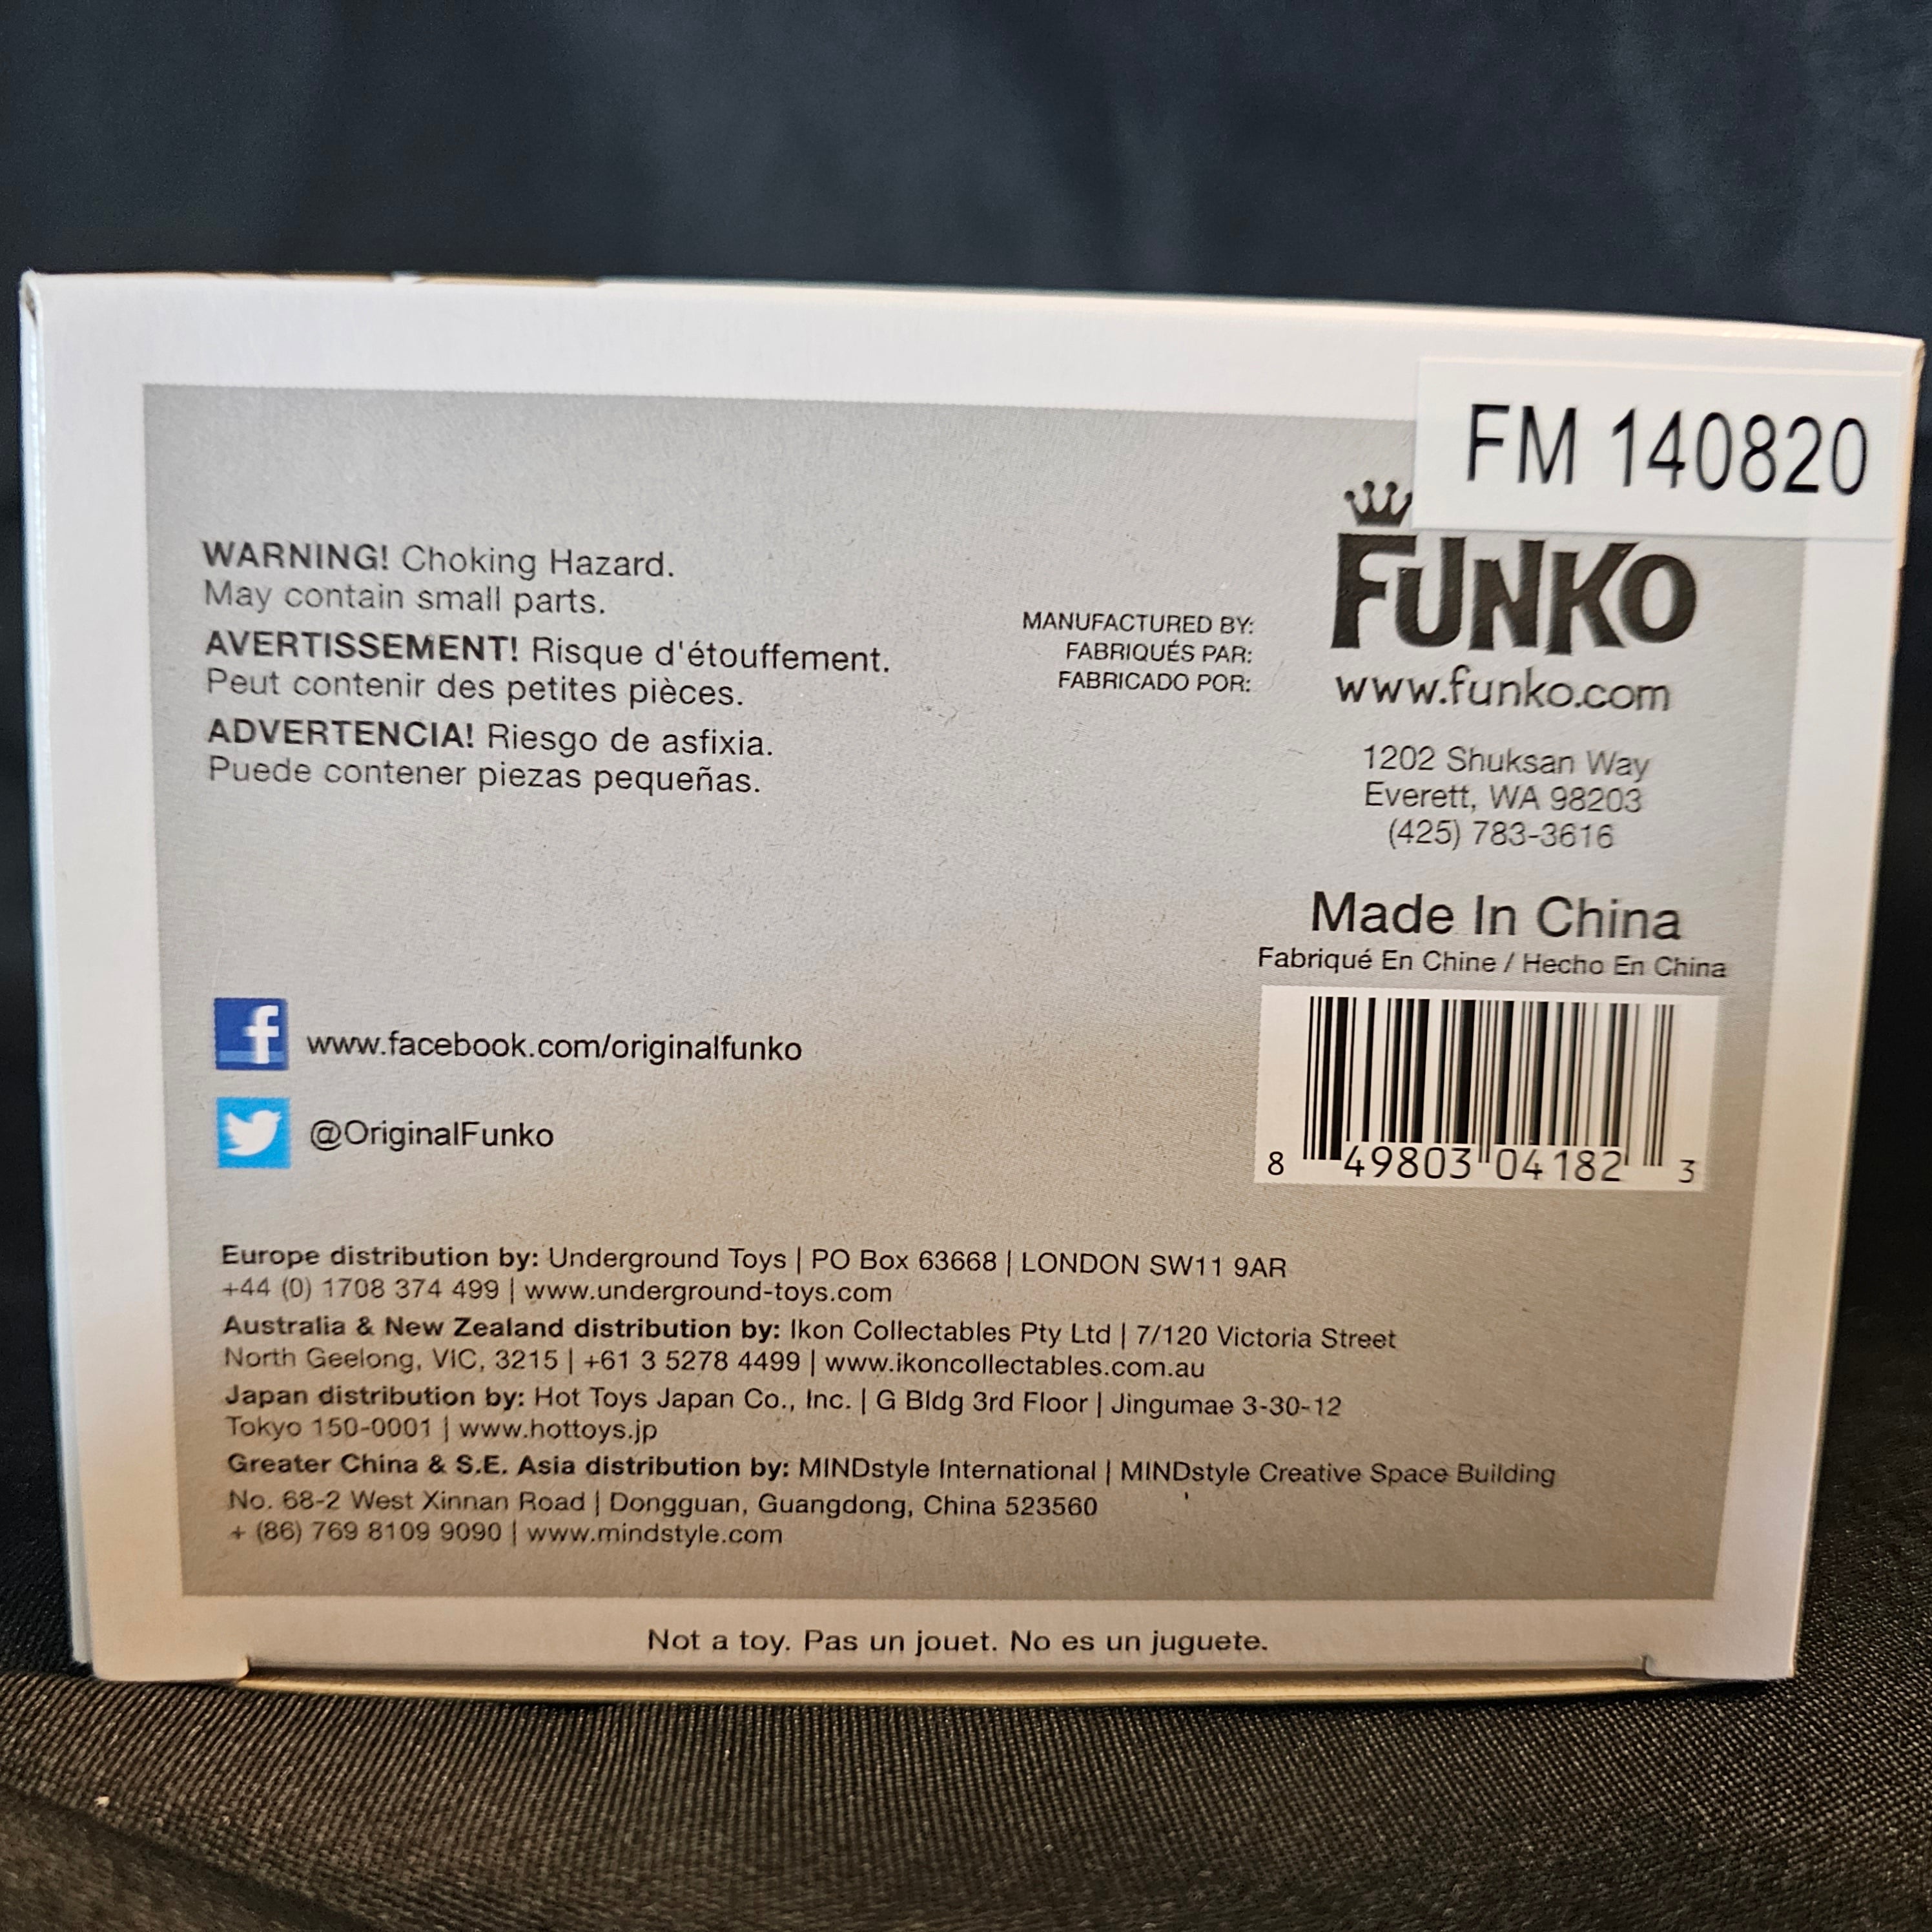 FM 140820
WARNING! Choking Hazard.
May contain small parts.
AVERTISSEMENT! Risque d'étouffement.
Peut contenir des petites pièces.
ADVERTENCIA! Riesgo de asfixia.
Puede contener piezas pequeñas.
MANUFACTURED BY:
FABRIQUÉS PAR:
FABRICADO POR:
FUNKO
www.funko.com
1202 Shuksan Way
Everett, WA 98203
(425) 783-3616
Made In China
Fabriqué En Chine / Hecho En China
8 49803 04182 3
f
www.facebook.com/originalfunko
@OriginalFunko
Europe distribution by: Underground Toys | PO Box 63668 | LONDON SW11 9AR
+44 (0) 1708 374 499 | www.underground-toys.com
Australia & New Zealand distribution by: Ikon Collectables Pty Ltd | 7/120 Victoria Street
North Geelong, VIC, 3215 | +61 3 5278 4499 | www.ikoncollectables.com.au
Japan distribution by: Hot Toys Japan Co., Inc. | G Bldg 3rd Floor | Jingumae 3-30-12
Tokyo 150-0001 | www.hottoys.jp
Greater China & S.E. Asia distribution by: MINDstyle International | MINDstyle Creative Space Building
No. 68-2 West Xinnan Road | Dongguan, Guangdong, China 523560
+ (86) 769 8109 9090 | www.mindstyle.com
Not a toy. Pas un jouet. No es un juguete.